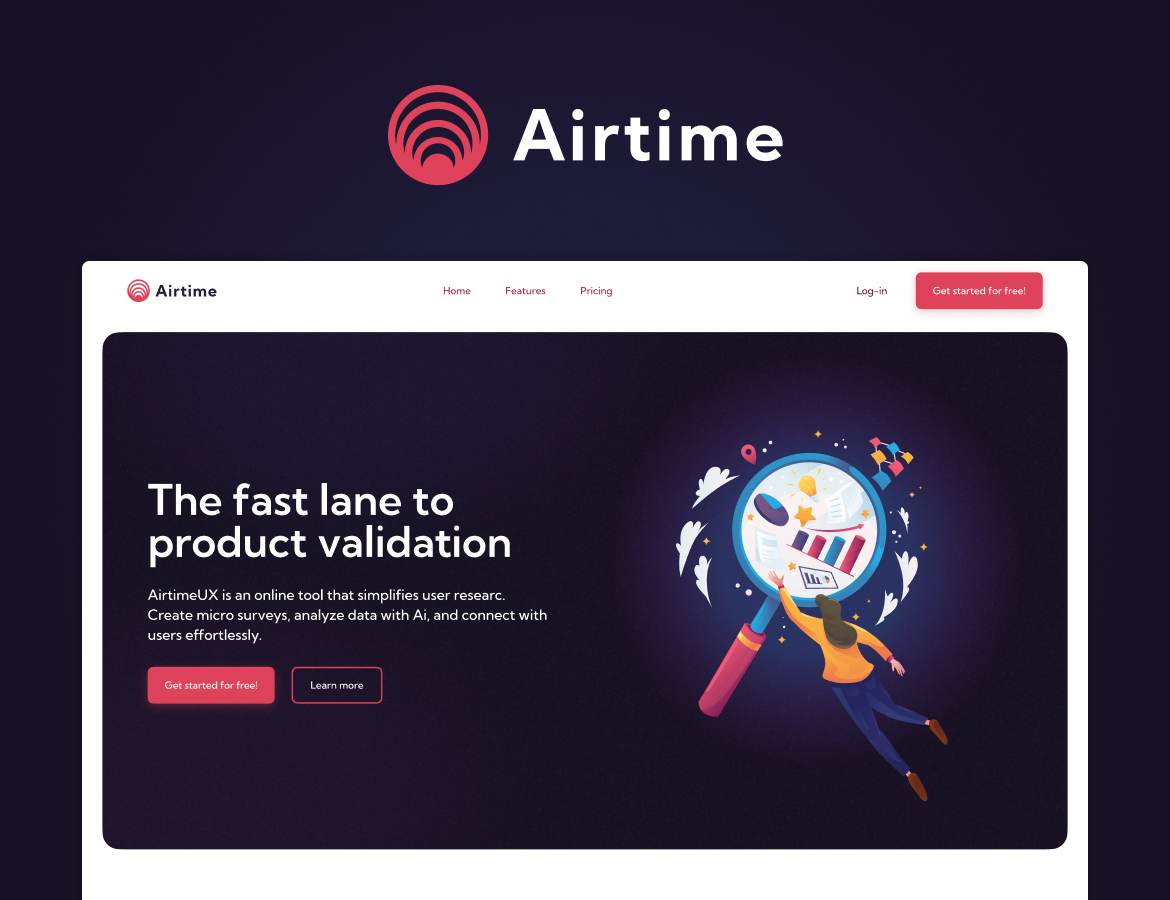 Airtime
Airtime
Home
Features
Pricing
Log-in
Get started for free!
The fast lane to
product validation
AirtimeUX is an online tool that simplifies user researc.
Create micro surveys, analyze data with Ai, and connect with
users effortlessly.
Get started for free!
Learn more